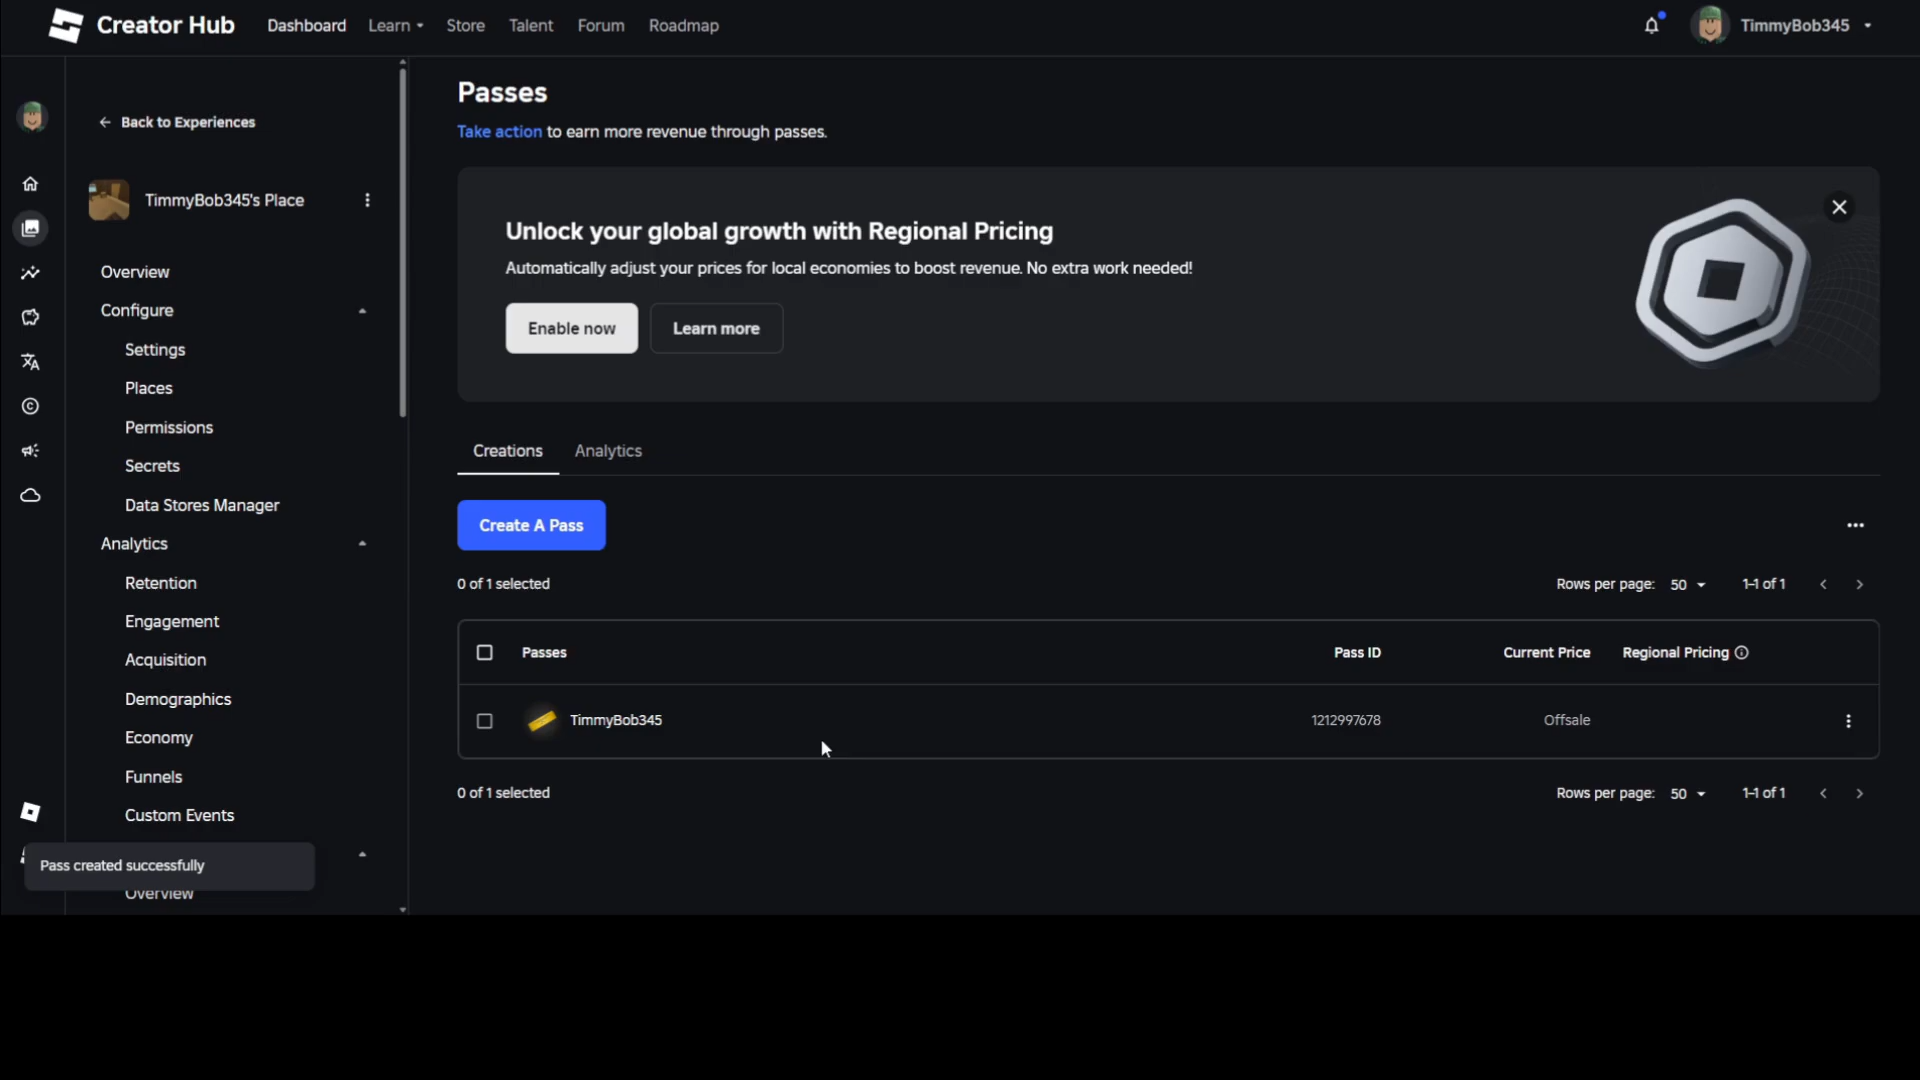 Creator Hub Dashboard Learn Store Talent Forum Roadmap TimmyBob345
Back to Experiences
TimmyBob345's Place
Overview
Configure
Settings
Places
Permissions
Secrets
Data Stores Manager
Analytics
Retention
Engagement
Acquisition
Demographics
Economy
Funnels
Custom Events
Pass created successfully
Overview
Passes
Take action to earn more revenue through passes.
Unlock your global growth with Regional Pricing
Automatically adjust your prices for local economies to boost revenue. No extra work needed!
Enable now Learn more
Creations Analytics
Create A Pass
0 of 1 selected Rows per page: 50 1-1 of 1
Passes Pass ID Current Price Regional Pricing
TimmyBob345 1212997678 Offsale
0 of 1 selected Rows per page: 50 1-1 of 1